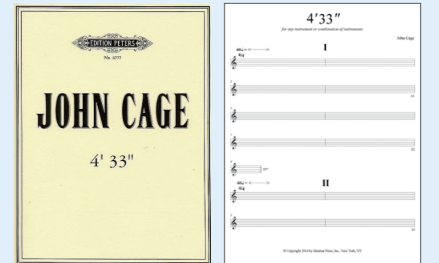 EDITION PETERS
No. 6777
JOHN CAGE
4' 33"
4′33″
for any instrument or combination of instruments
John Cage
I
II